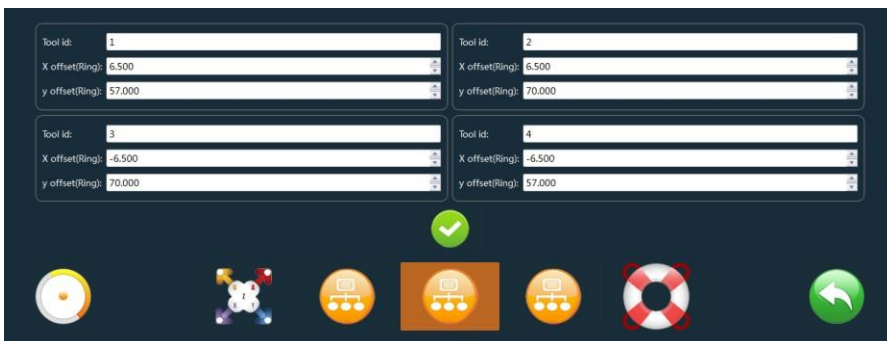 Tool id: 1
X offset(Ring): 6.500
y offset(Ring): 57.000
Tool id: 2
X offset(Ring): 6.500
y offset(Ring): 70.000
Tool id: 3
X offset(Ring): -6.500
y offset(Ring): 70.000
Tool id: 4
X offset(Ring): -6.500
y offset(Ring): 57.000